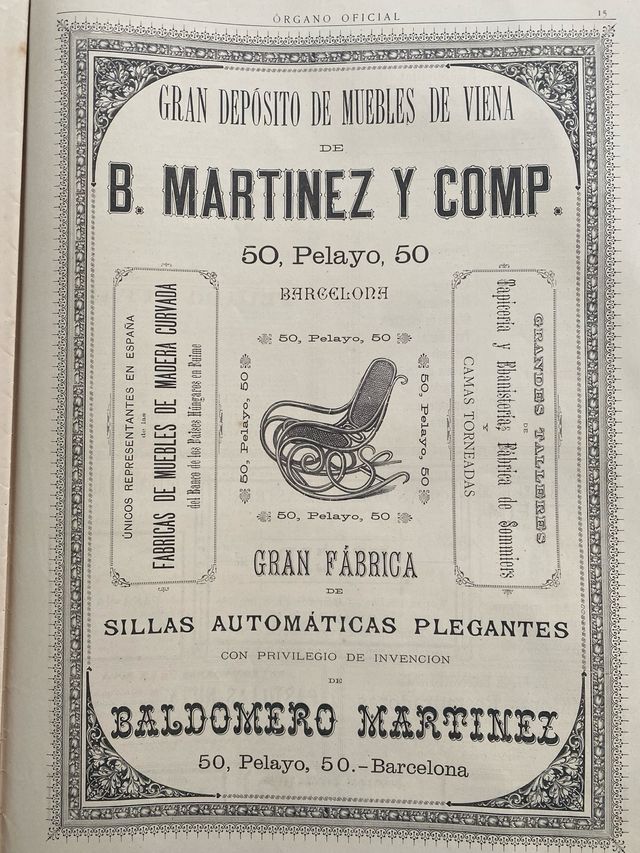 ÓRGANO OFICIAL
15
GRAN DEPÓSITO DE MUEBLES DE VIENA
DE
B. MARTINEZ Y COMP.
50, Pelayo, 50
BARCELONA
ÚNICOS REPRESENTANTES EN ESPAÑA
de las
FABRICAS DE MUEBLES DE MADERA CURVADA
del Banco de los Países Húngaros en Fuime
50, Pelayo, 50
50, Pelayo, 50
50, Pelayo, 50
50, Pelayo, 50
GRANDES TALLERES
DE
Tapicería y Ebanistería, Fábrica de Sommiers
Y
CAMAS TORNEADAS
GRAN FÁBRICA
DE
SILLAS AUTOMÁTICAS PLEGANTES
CON PRIVILEGIO DE INVENCION
DE
BALDOMERO MARTINEZ
50, Pelayo, 50.-Barcelona